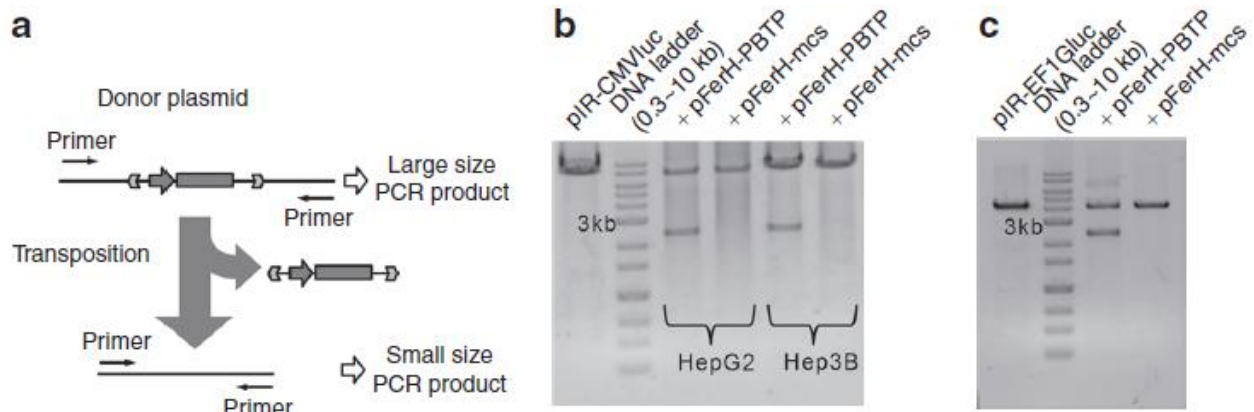 a
Donor plasmid
Primer
Large size
PCR product
Primer
Transposition
Primer
Small size
PCR product
Primer
b
pIR-CMVluc
DNA ladder
(0.3~10 kb)
+ pFerH-PBTP
+ pFerH-mcs
+ pFerH-PBTP
+ pFerH-mcs
3kb
HepG2
Hep3B
c
pIR-EF1Gluc
DNA ladder
(0.3~10 kb)
+ pFerH-PBTP
+ pFerH-mcs
3kb